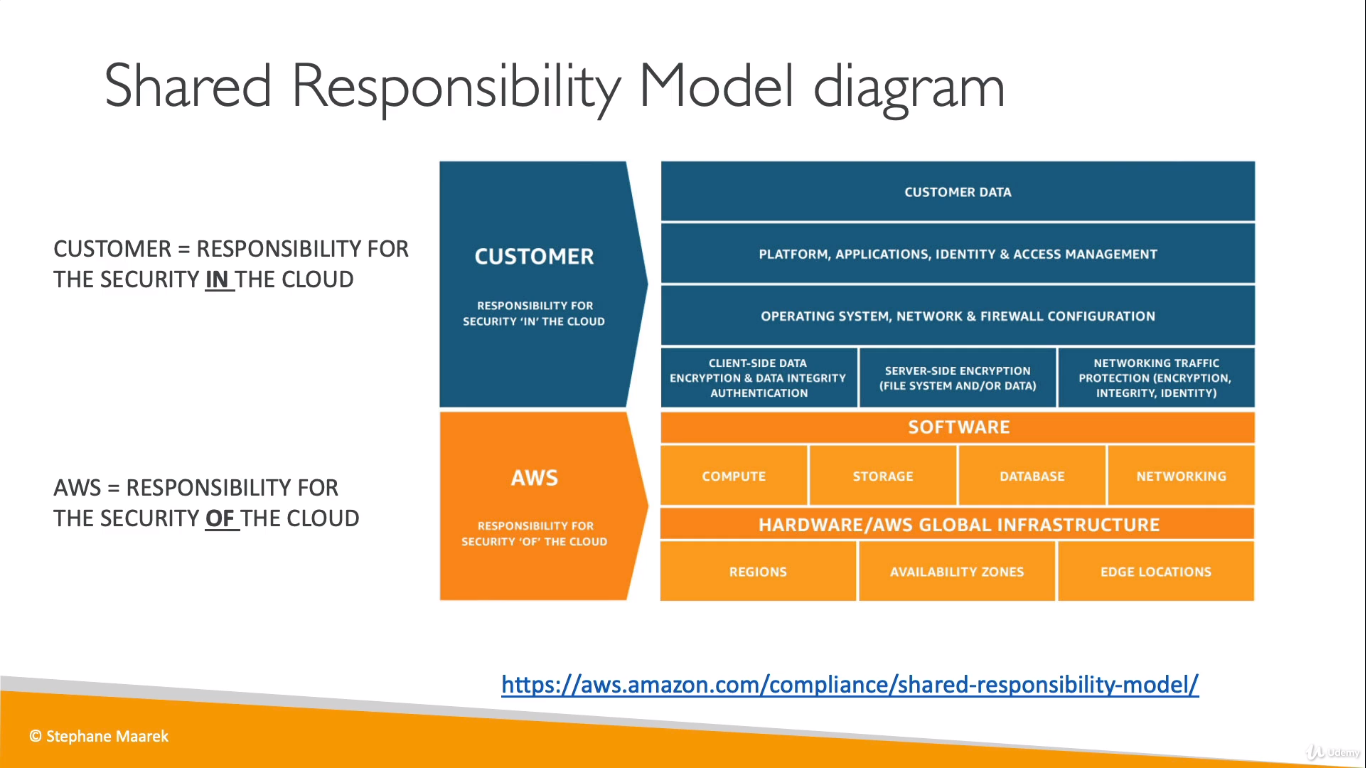 Shared Responsibility Model diagram
CUSTOMER = RESPONSIBILITY FOR
THE SECURITY IN THE CLOUD
CUSTOMER
RESPONSIBILITY FOR
SECURITY ‘IN’ THE CLOUD
CUSTOMER DATA
PLATFORM, APPLICATIONS, IDENTITY & ACCESS MANAGEMENT
OPERATING SYSTEM, NETWORK & FIREWALL CONFIGURATION
CLIENT-SIDE DATA
ENCRYPTION & DATA INTEGRITY
AUTHENTICATION
SERVER-SIDE ENCRYPTION
(FILE SYSTEM AND/OR DATA)
NETWORKING TRAFFIC
PROTECTION (ENCRYPTION,
INTEGRITY, IDENTITY)
AWS = RESPONSIBILITY FOR
THE SECURITY OF THE CLOUD
AWS
RESPONSIBILITY FOR
SECURITY ‘OF’ THE CLOUD
SOFTWARE
COMPUTE
STORAGE
DATABASE
NETWORKING
HARDWARE/AWS GLOBAL INFRASTRUCTURE
REGIONS
AVAILABILITY ZONES
EDGE LOCATIONS
https://aws.amazon.com/compliance/shared-responsibility-model/
© Stephane Maarek
Udemy